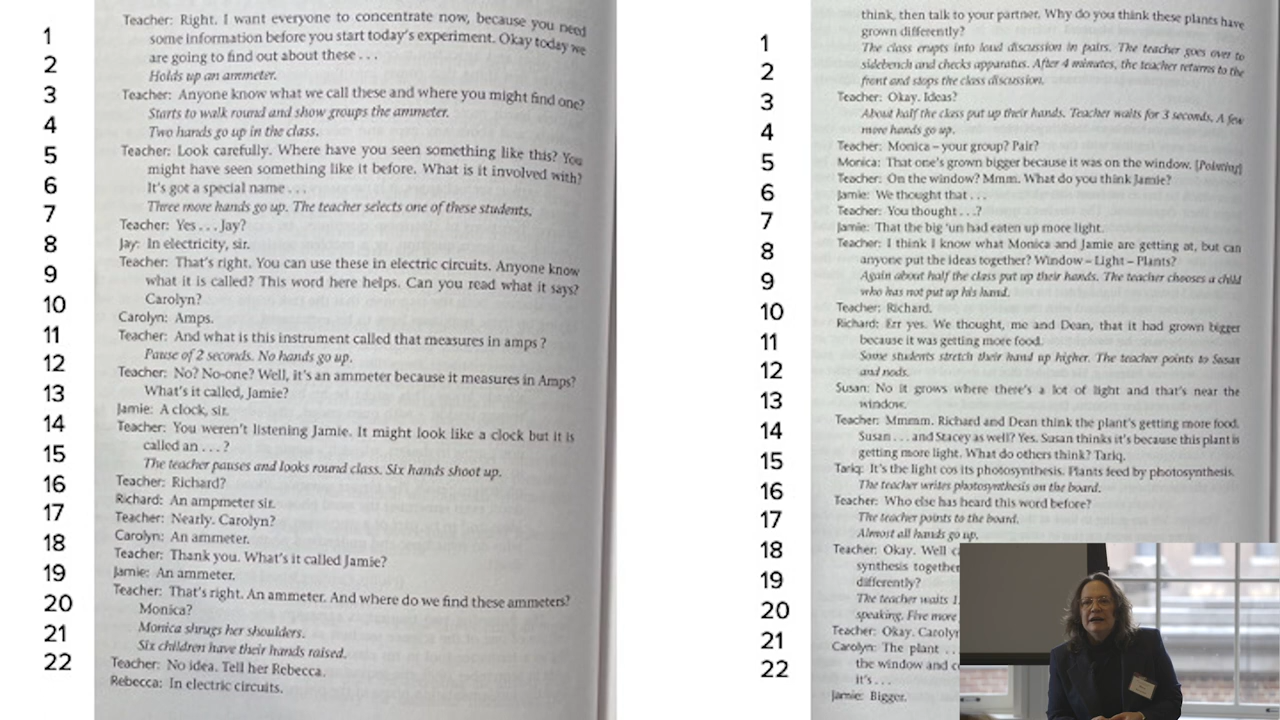 1
2
3
4
5
6
7
8
9
10
11
12
13
14
15
16
17
18
19
20
21
22
Teacher: Right. I want everyone to concentrate now, because you need
some information before you start today's experiment. Okay today we
are going to find out about these . . .
Holds up an ammeter.
Teacher: Anyone know what we call these and where you might find one?
Starts to walk round and show groups the ammeter.
Two hands go up in the class.
Teacher: Look carefully. Where have you seen something like this? You
might have seen something like it before. What is it involved with?
It's got a special name . . .
Three more hands go up. The teacher selects one of these students.
Teacher: Yes . . . Jay?
Jay: In electricity, sir.
Teacher: That's right. You can use these in electric circuits. Anyone know
what it is called? This word here helps. Can you read what it says?
Carolyn?
Carolyn: Amps.
Teacher: And what is this instrument called that measures in amps ?
Pause of 2 seconds. No hands go up.
Teacher: No? No-one? Well, it's an ammeter because it measures in Amps?
What's it called, Jamie?
Jamie: A clock, sir.
Teacher: You weren't listening Jamie. It might look like a clock but it is
called an . . . ?
The teacher pauses and looks round class. Six hands shoot up.
Teacher: Richard?
Richard: An ampmeter sir.
Teacher: Nearly. Carolyn?
Carolyn: An ammeter.
Teacher: Thank you. What's it called Jamie?
Jamie: An ammeter.
Teacher: That's right. An ammeter. And where do we find these ammeters?
Monica?
Monica shrugs her shoulders.
Six children have their hands raised.
Teacher: No idea. Tell her Rebecca.
Rebecca: In electric circuits.
1
2
3
4
5
6
7
8
9
10
11
12
13
14
15
16
17
18
19
20
21
22
think, then talk to your partner. Why do you think these plants have
grown differently?
The class erupts into loud discussion in pairs. The teacher goes over to
sidebench and checks apparatus. After 4 minutes, the teacher returns to the
front and stops the class discussion.
Teacher: Okay. Ideas?
About half the class put up their hands. Teacher waits for 3 seconds. A few
more hands go up.
Teacher: Monica – your group? Pair?
Monica: That one's grown bigger because it was on the window. [Pointing]
Teacher: On the window? Mmm. What do you think Jamie?
Jamie: We thought that . . .
Teacher: You thought . . .?
Jamie: That the big 'un had eaten up more light.
Teacher: I think I know what Monica and Jamie are getting at, but can
anyone put the ideas together? Window – Light – Plants?
Again about half the class put up their hands. The teacher chooses a child
who has not put up his hand.
Teacher: Richard.
Richard: Err yes. We thought, me and Dean, that it had grown bigger
because it was getting more food.
Some students stretch their hand up higher. The teacher points to Susan
and nods.
Susan: No it grows where there's a lot of light and that's near the
window.
Teacher: Mmmm. Richard and Dean think the plant's getting more food.
Susan . . . and Stacey as well? Yes. Susan thinks it's because this plant is
getting more light. What do others think? Tariq.
Tariq: It's the light cos its photosynthesis. Plants feed by photosynthesis.
The teacher writes photosynthesis on the board.
Teacher: Who else has heard this word before?
The teacher points to the board.
Almost all hands go up.
Teacher: Okay. Well
synthesis together
differently?
The teacher waits
speaking. Five more
Teacher: Okay. Carolyn
Carolyn: The plant . .
the window and
it's . . .
Jamie: Bigger.